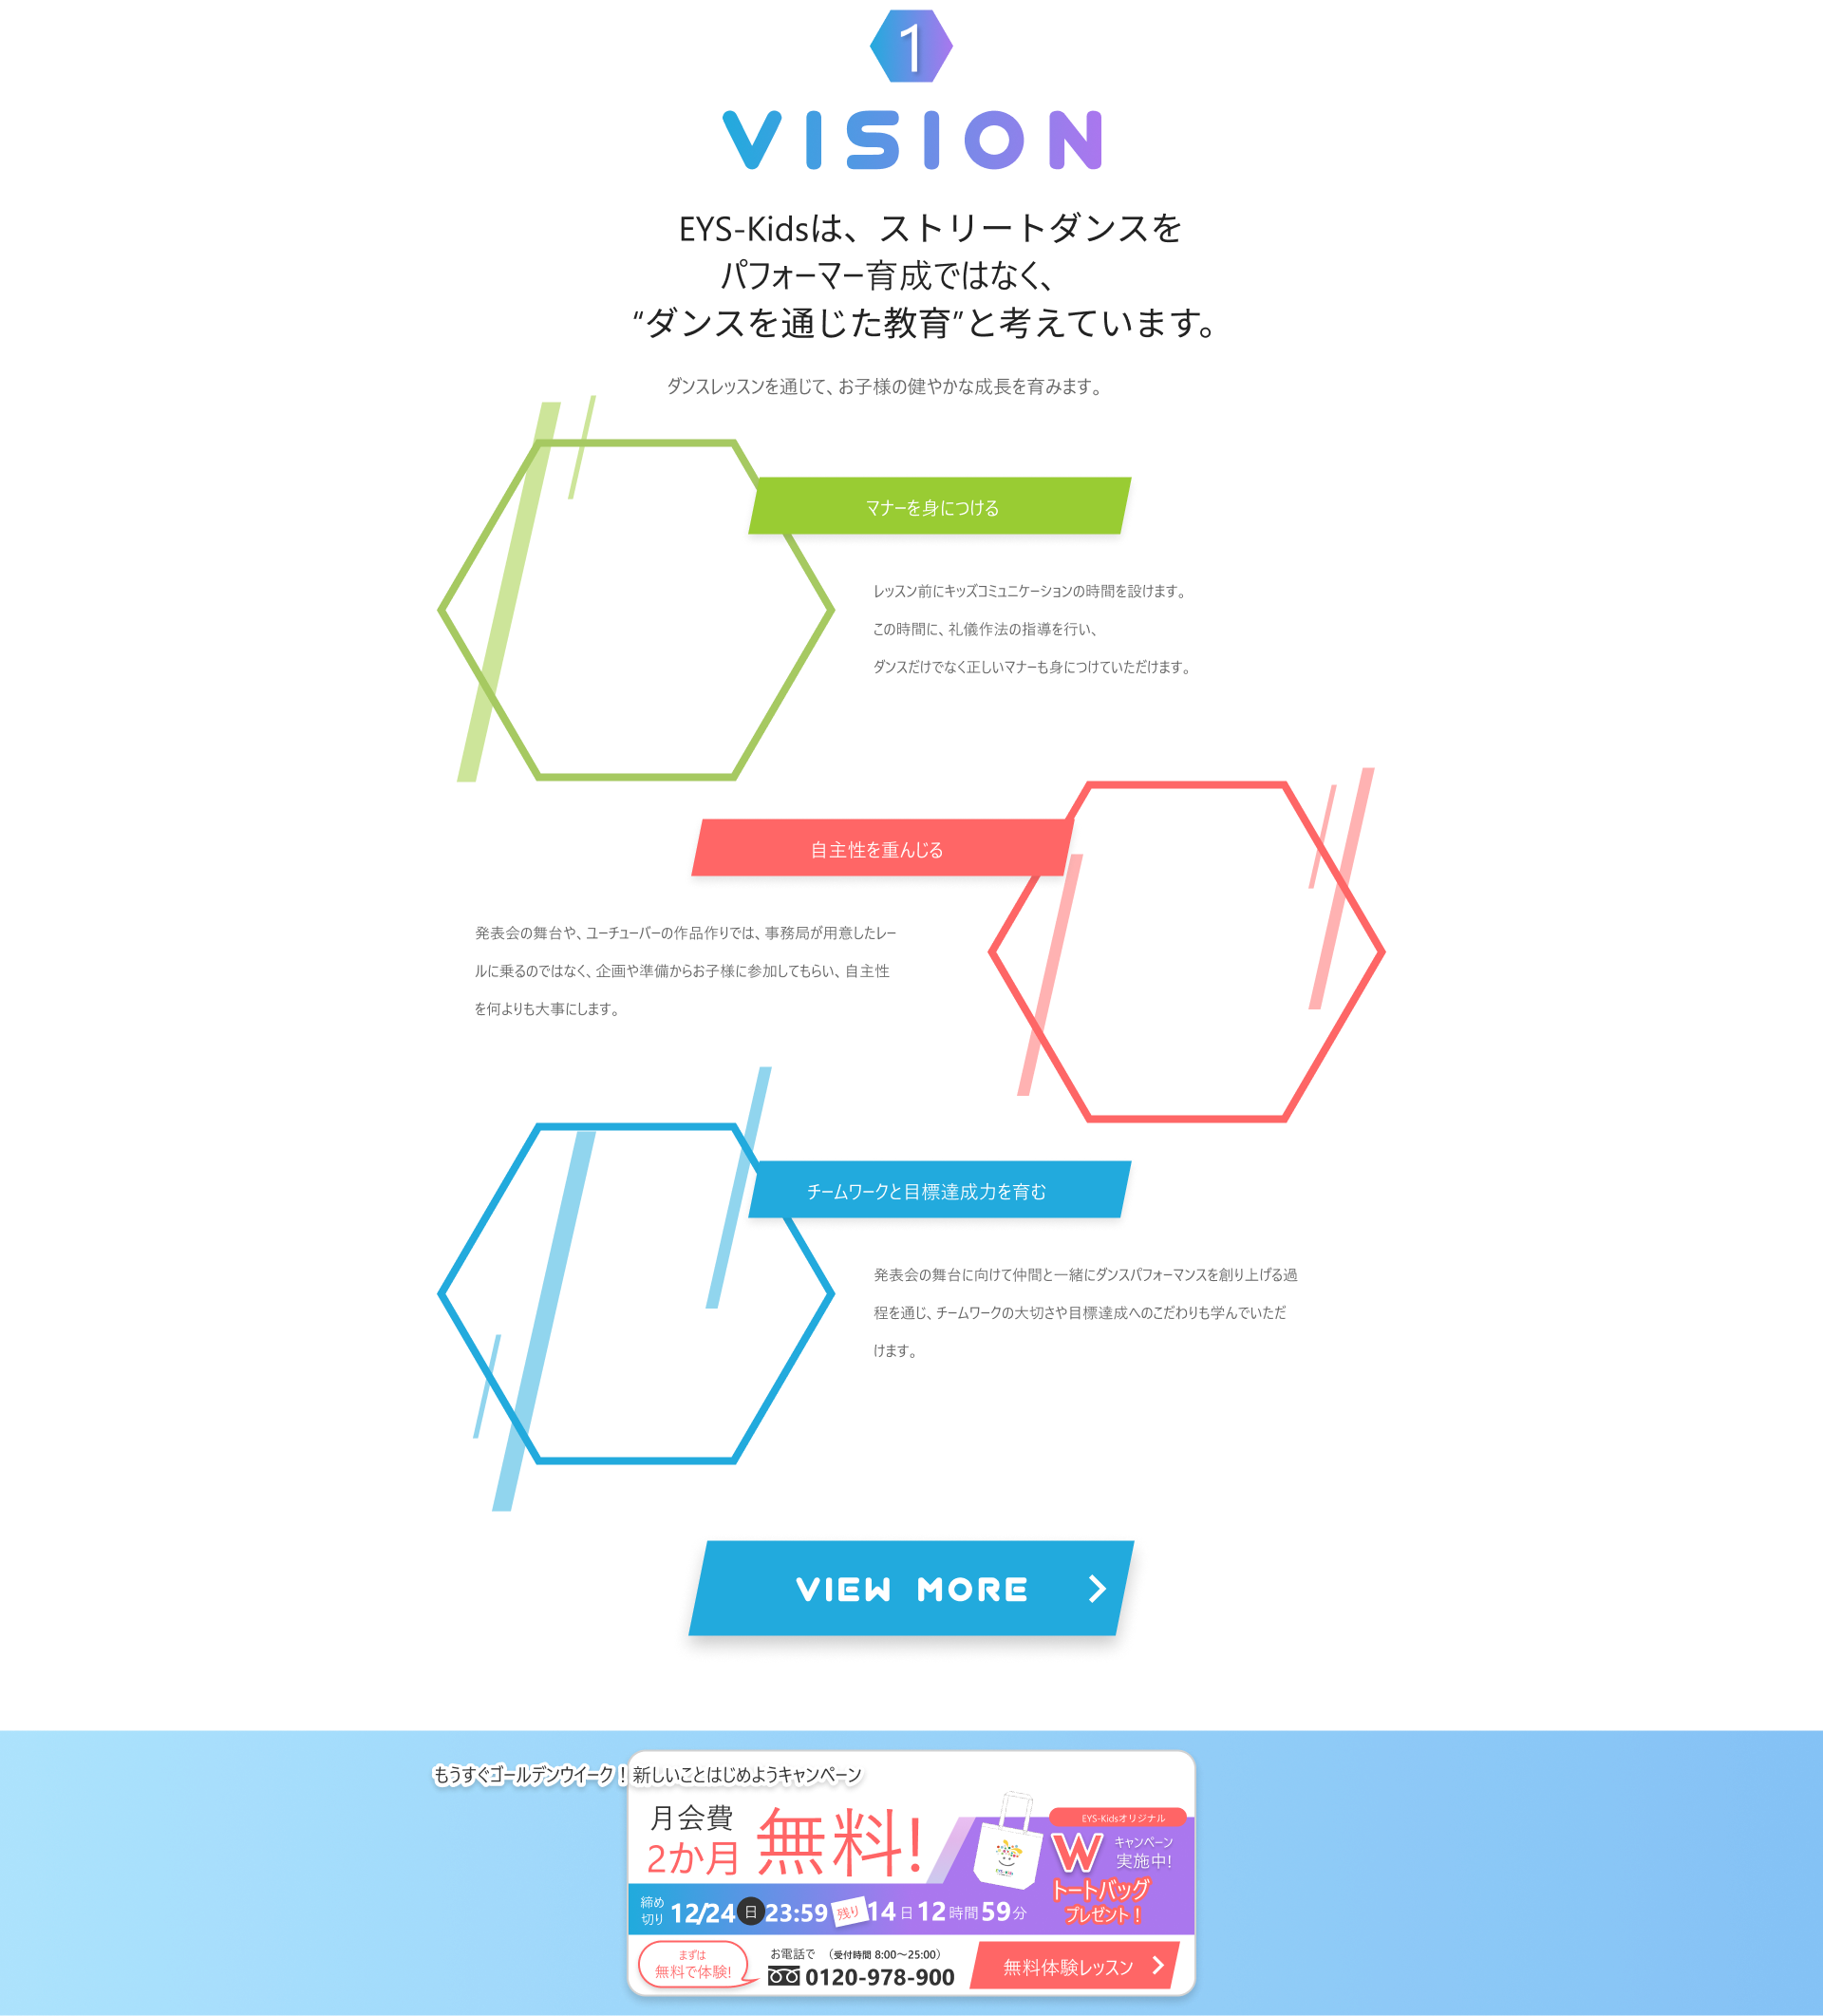 1
VISION
EYS-Kidsは、ストリートダンスを
パフォーマー育成ではなく、
“ダンスを通じた教育”と考えています。
ダンスレッスンを通じて、お子様の健やかな成長を育みます。
マナーを身につける
レッスン前にキッズコミュニケーションの時間を設けます。
この時間に、礼儀作法の指導を行い、
ダンスだけでなく正しいマナーも身につけていただけます。
自主性を重んじる
発表会の舞台や、ユーチューバーの作品作りでは、事務局が用意したレー
ルに乗るのではなく、企画や準備からお子様に参加してもらい、自主性
を何よりも大事にします。
チームワークと目標達成力を育む
発表会の舞台に向けて仲間と一緒にダンスパフォーマンスを創り上げる過
程を通じ、チームワークの大切さや目標達成へのこだわりも学んでいただ
けます。
VIEW MORE
もうすぐゴールデンウイーク！新しいことはじめようキャンペーン
月会費
2か月 無料!
EYS-Kidsオリジナル
W キャンペーン
実施中!
トートバッグ
プレゼント！
EYS-Kids
締め
切り 12/24 日 23:59 残り 14日12時間59分
まずは
無料で体験!
お電話で （受付時間 8:00〜25:00）
0120-978-900
無料体験レッスン